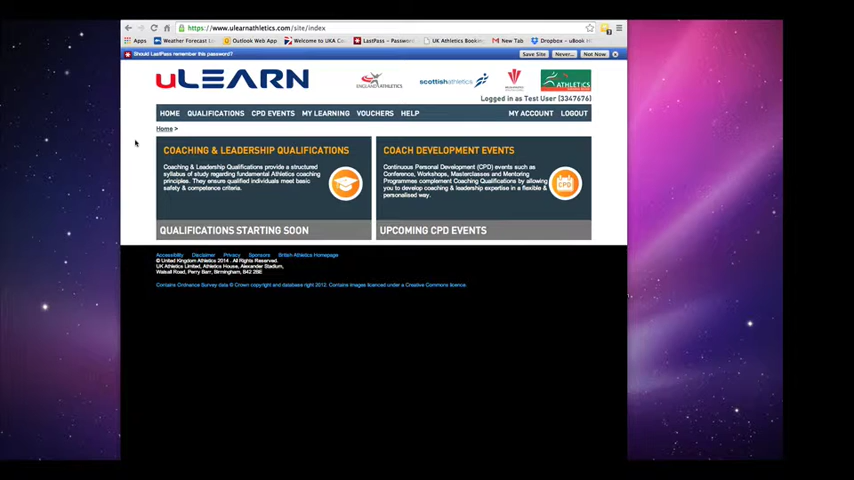 https://www.ulearnathletics.com/site/index
Apps
Weather Forecast
Outlook Web App
Welcome to UKA Co
LastPass – Password
UK Athletics Booking
New Tab
Dropbox – uBook
Should LastPass remember this password?
Save Site
Never...
Not Now
uLEARN
ENGLAND ATHLETICS
scottishathletics
ATHLETICS
Logged in as Test User (3347676)
HOME QUALIFICATIONS CPD EVENTS MY LEARNING VOUCHERS HELP
MY ACCOUNT LOGOUT
Home >
COACHING & LEADERSHIP QUALIFICATIONS
Coaching & Leadership Qualifications provide a structured
syllabus of study regarding fundamental Athletics coaching
principles. They ensure qualified individuals meet basic
safety & competence criteria.
QUALIFICATIONS STARTING SOON
COACH DEVELOPMENT EVENTS
Continuous Personal Development (CPD) events such as
Conference, Workshops, Masterclasses and Mentoring
Programmes complement Coaching Qualifications by allowing
you to develop coaching & leadership expertise in a flexible &
personalised way.
CPD
UPCOMING CPD EVENTS
Accessibility Disclaimer Privacy Sponsors British Athletics Homepage
© United Kingdom Athletics 2014 . All Rights Reserved.
UK Athletics Limited, Athletics House, Alexander Stadium,
Walsall Road, Perry Barr, Birmingham, B42 2BE
Contains Ordnance Survey data © Crown copyright and database right 2012. Contains images licenced under a Creative Commons licence.